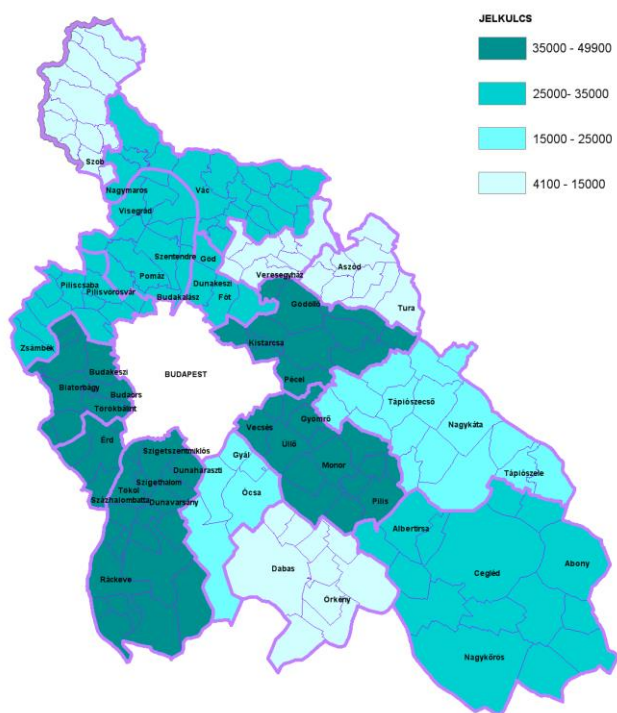 JELKULCS
35000 - 49900
25000- 35000
15000 - 25000
4100 - 15000
Szob
Nagymaros
Vác
Visegrád
Szentendre
Göd
Veresegyház
Aszód
Pomáz
Dunakeszi
Piliscsaba
Pilisvörösvár
Budakalász
Fót
Gödöllő
Tura
Zsámbék
Kistarcsa
Budakeszi
BUDAPEST
Biatorbágy
Pécel
Budaörs
Törökbálint
Tápiószecső
Gyömrő
Nagykáta
Vecsés
Érd
Üllő
Szigetszentmiklós
Gyál
Monor
Dunaharaszti
Tápiószele
Szigethalom
Tököl
Ócsa
Pilis
Százhalombatta
Dunavarsány
Albertirsa
Abony
Cegléd
Dabas
Ráckeve
Örkény
Nagykőrös